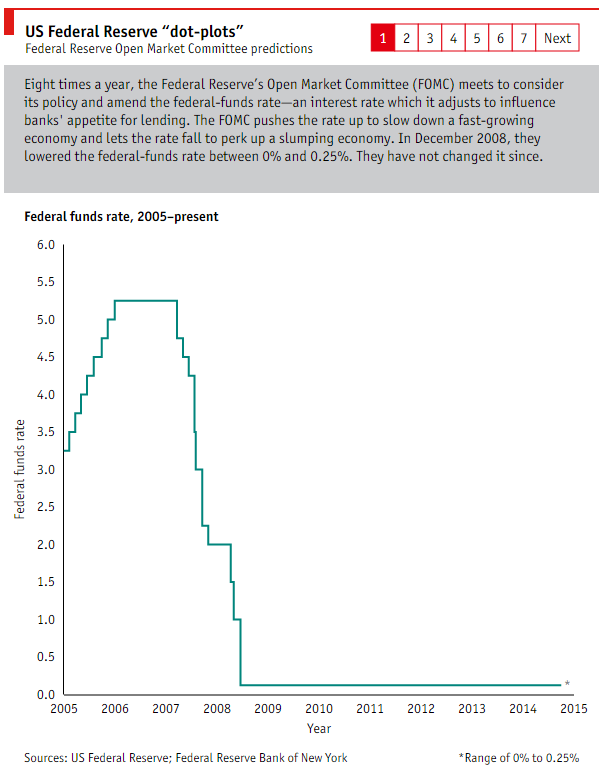 US Federal Reserve “dot-plots”
Federal Reserve Open Market Committee predictions
1 2 3 4 5 6 7 Next
Eight times a year, the Federal Reserve’s Open Market Committee (FOMC) meets to consider
its policy and amend the federal-funds rate—an interest rate which it adjusts to influence
banks' appetite for lending. The FOMC pushes the rate up to slow down a fast-growing
economy and lets the rate fall to perk up a slumping economy. In December 2008, they
lowered the federal-funds rate between 0% and 0.25%. They have not changed it since.
Federal funds rate, 2005–present
6.0
5.5
5.0
4.5
4.0
3.5
3.0
2.5
2.0
1.5
1.0
0.5
0.0
Federal funds rate
*
2005 2006 2007 2008 2009 2010 2011 2012 2013 2014 2015
Year
Sources: US Federal Reserve; Federal Reserve Bank of New York
*Range of 0% to 0.25%